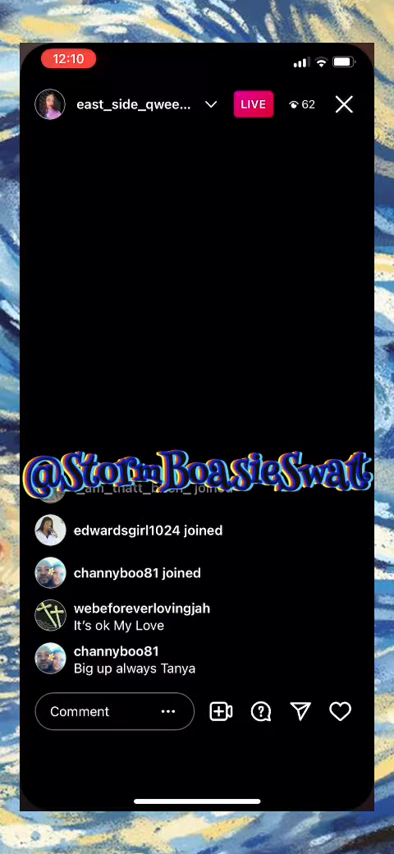 12:10
east_side_qwee...
LIVE
62
@StormBoasieSwat
joined
edwardsgirl1024 joined
channyboo81 joined
webeforeverlovingjah
It's ok My Love
channyboo81
Big up always Tanya
Comment